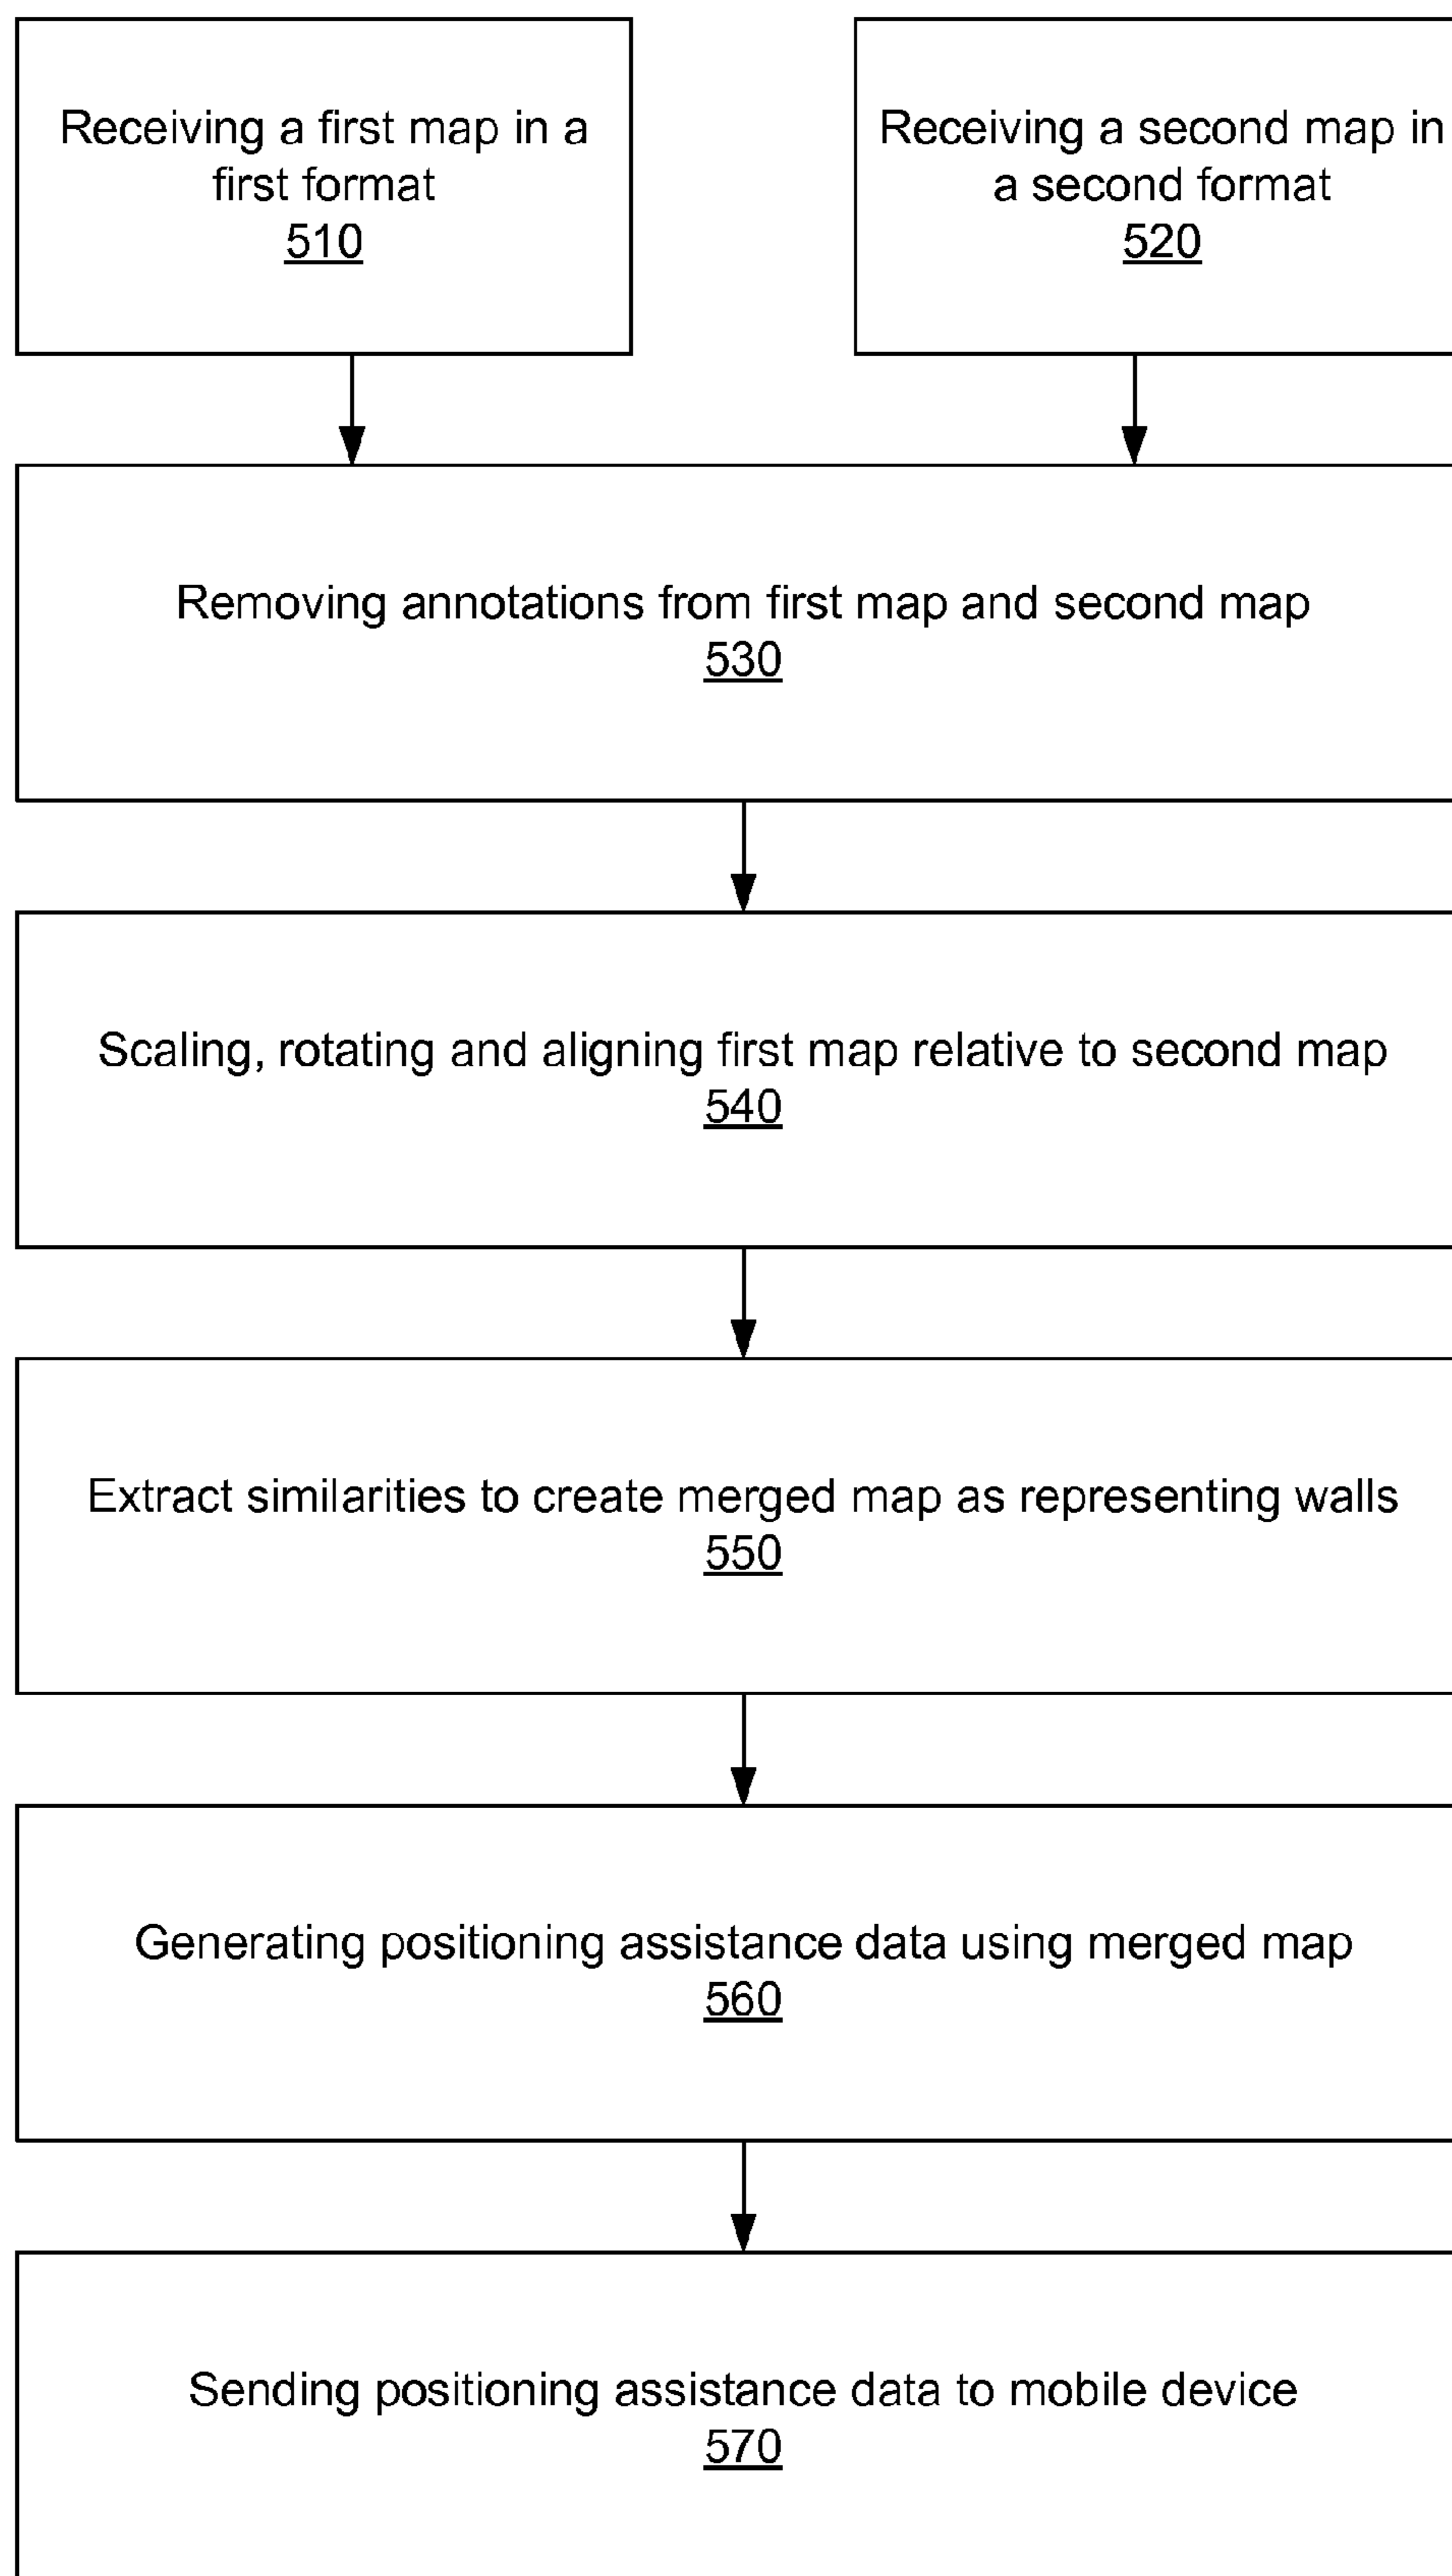 Receiving a first map in a
first format
510
Receiving a second map in
a second format
520
Removing annotations from first map and second map
530
Scaling, rotating and aligning first map relative to second map
540
Extract similarities to create merged map as representing walls
550
Generating positioning assistance data using merged map
560
Sending positioning assistance data to mobile device
570